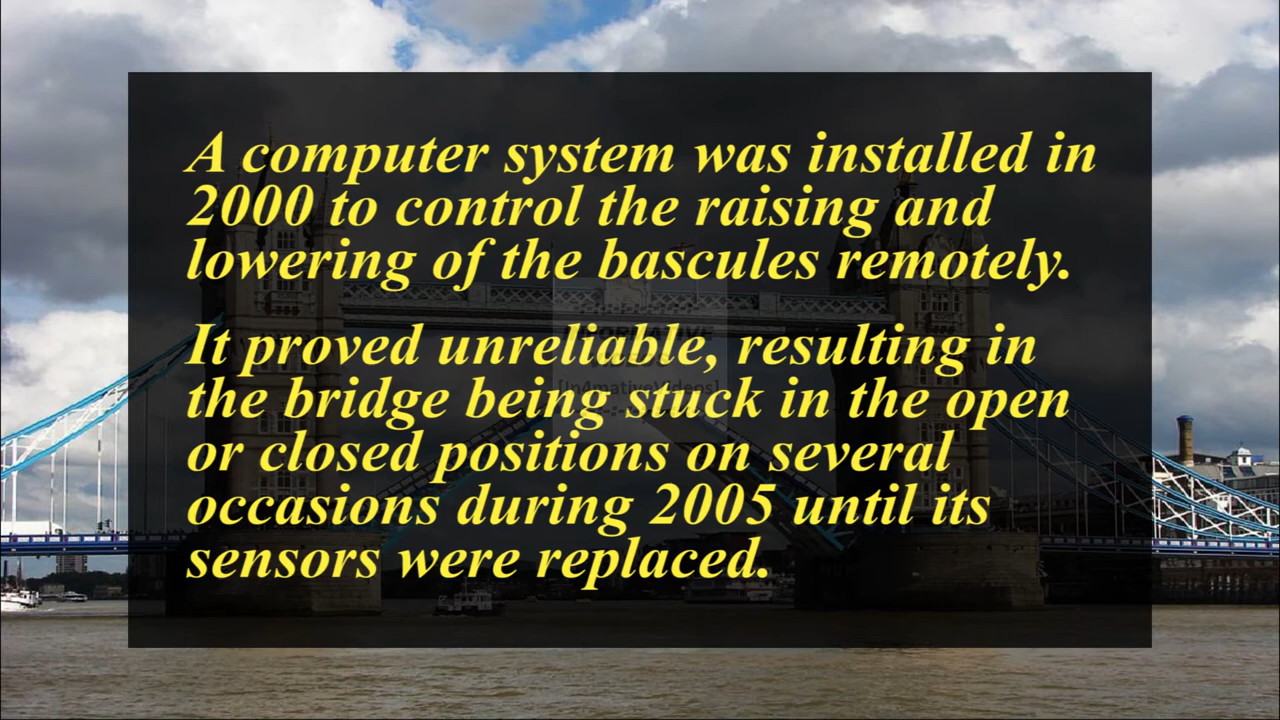 A computer system was installed in
2000 to control the raising and
lowering of the bascules remotely.
It proved unreliable, resulting in
the bridge being stuck in the open
or closed positions on several
occasions during 2005 until its
sensors were replaced.
[In4mativeVideos]